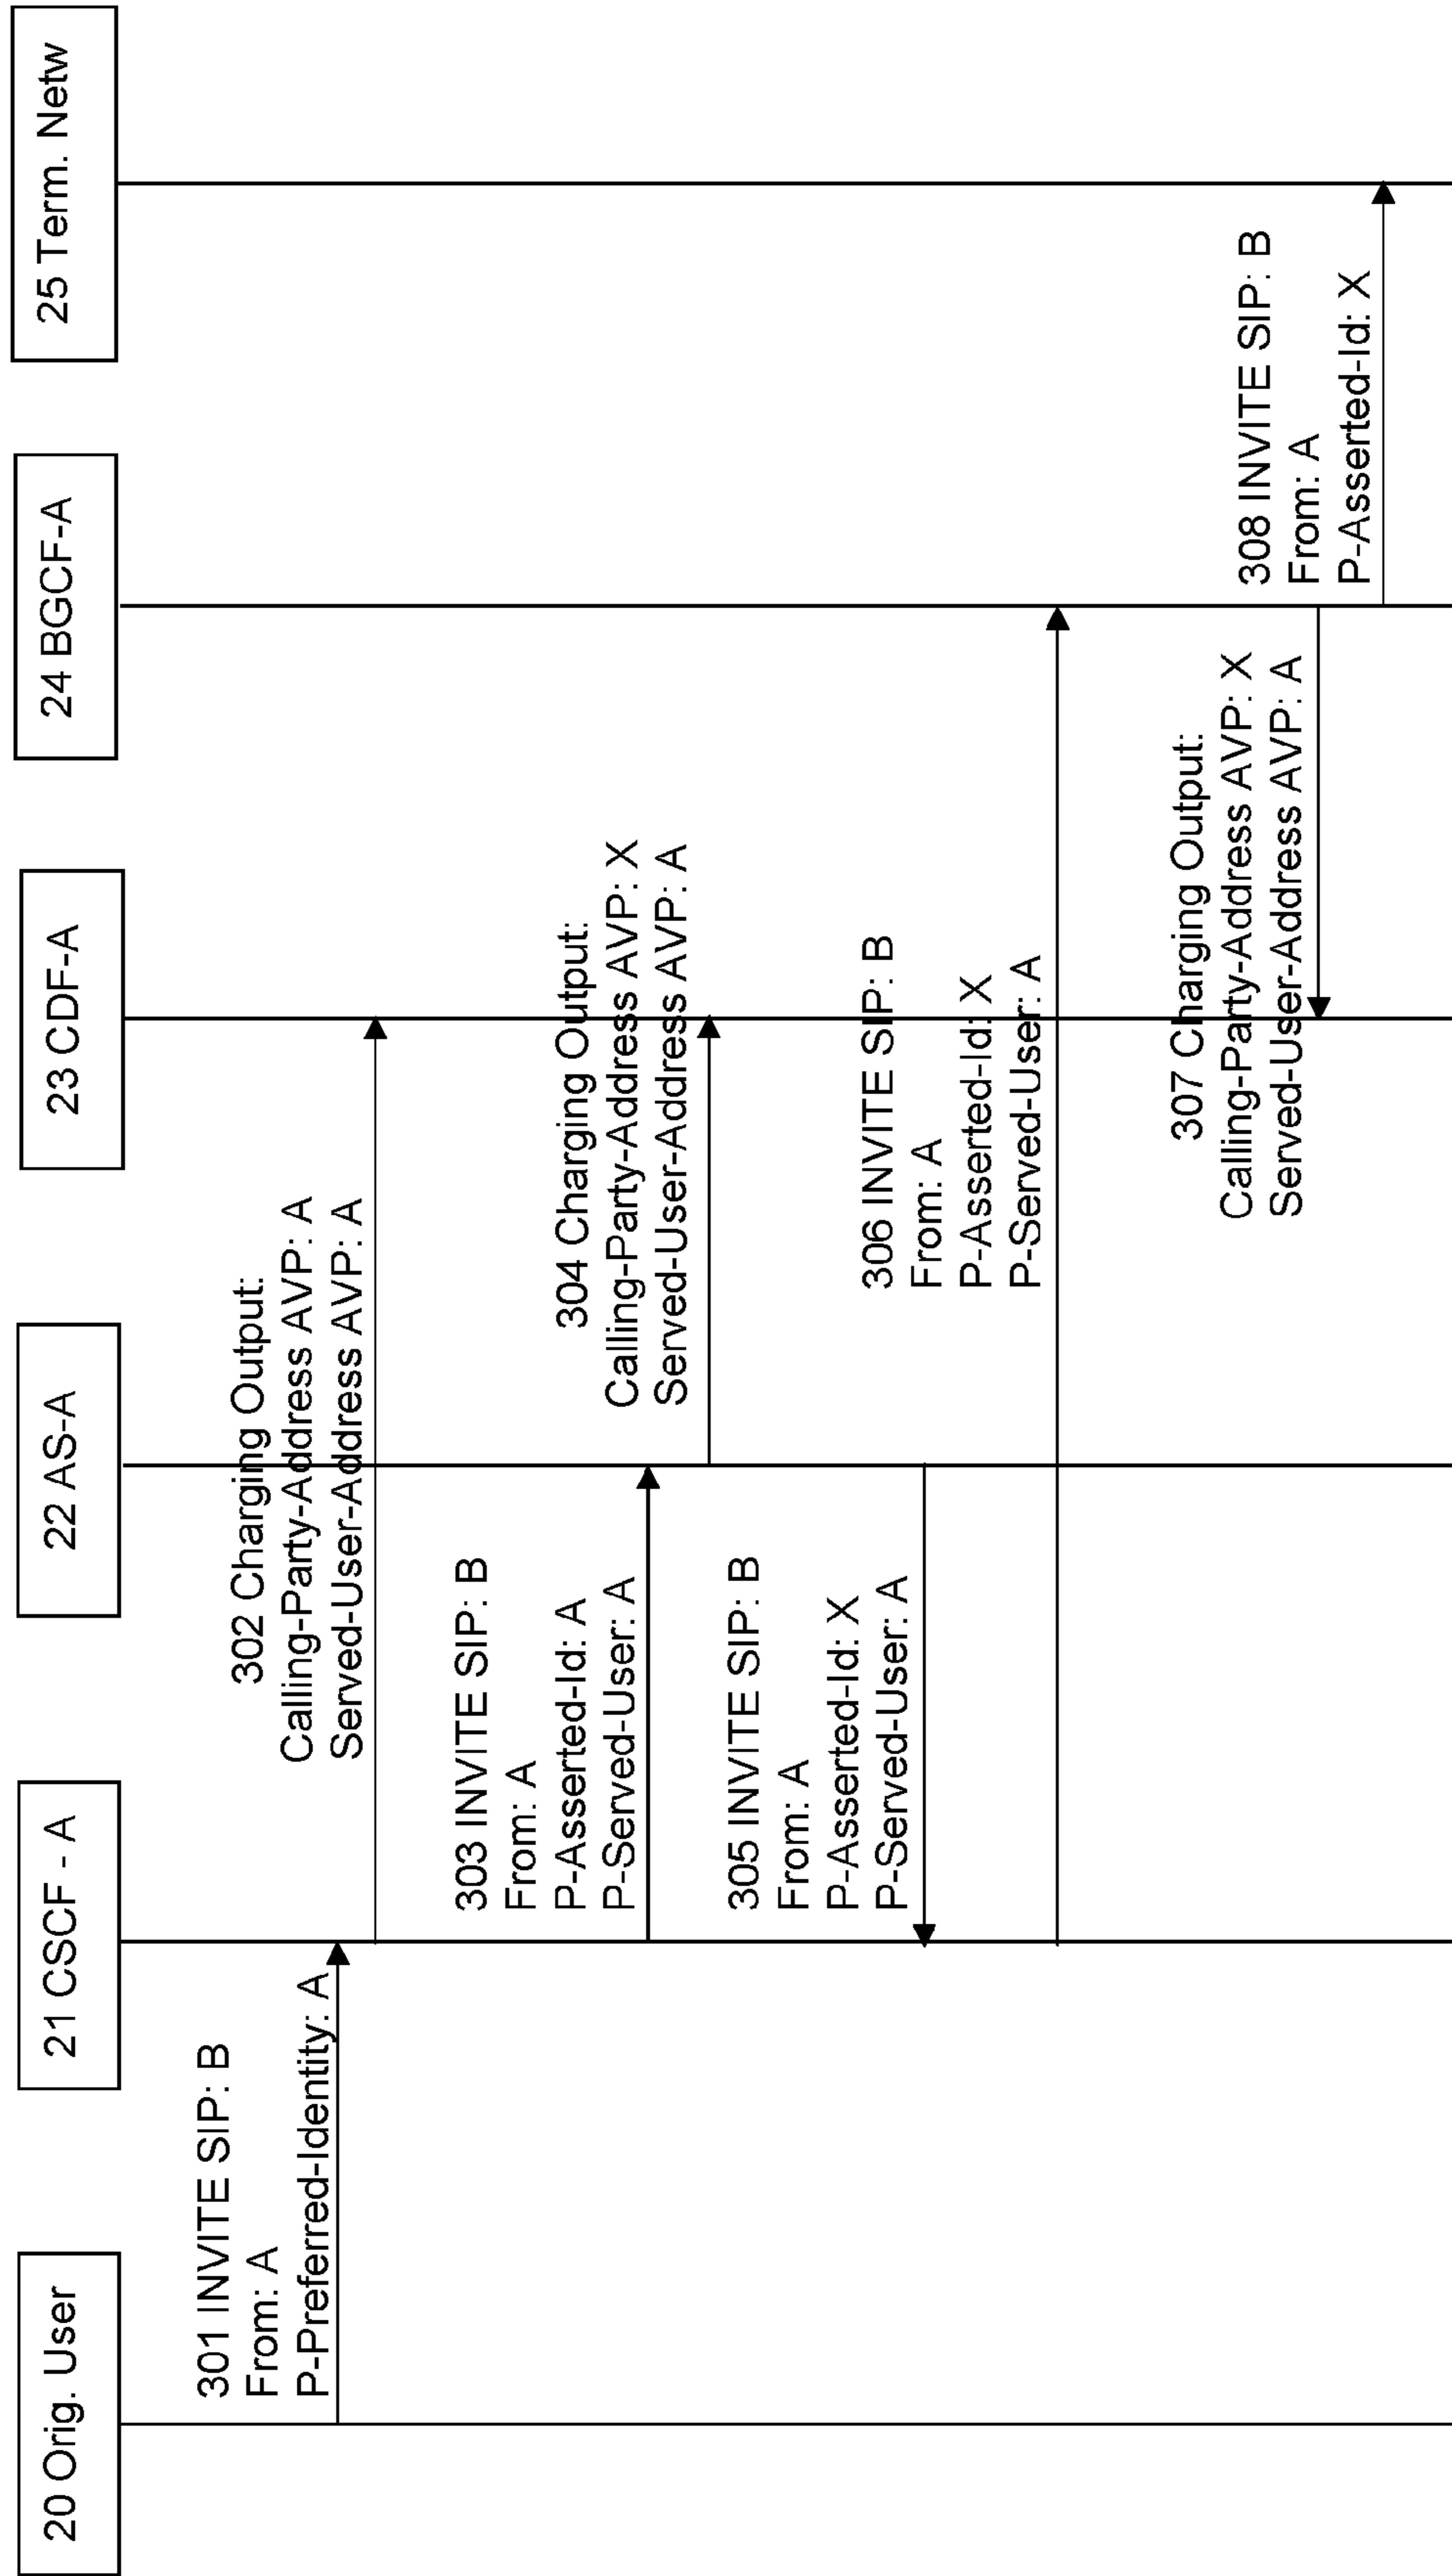 20 Orig. User
21 CSCF - A
22 AS-A
23 CDF-A
24 BGCF-A
25 Term. Netw
301 INVITE SIP: B
From: A
P-Preferred-Identity: A
302 Charging Output:
Calling-Party-Address AVP: A
Served-User-Address AVP: A
303 INVITE SIP: B
From: A
P-Asserted-Id: A
P-Served-User: A
304 Charging Output:
Calling-Party-Address AVP: X
Served-User-Address AVP: A
305 INVITE SIP: B
From: A
P-Asserted-Id: X
P-Served-User: A
306 INVITE SIP: B
From: A
P-Asserted-Id: X
P-Served-User: A
307 Charging Output:
Calling-Party-Address AVP: X
Served-User-Address AVP: A
308 INVITE SIP: B
From: A
P-Asserted-Id: X